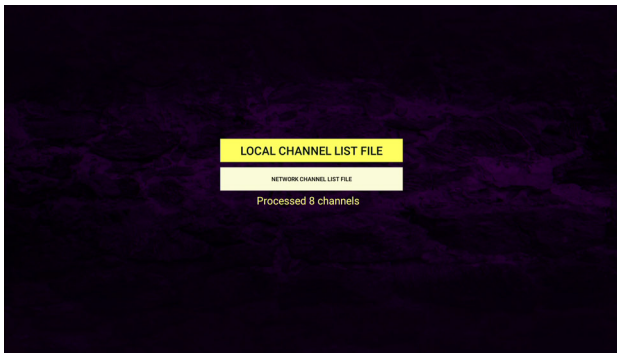 LOCAL CHANNEL LIST FILE
NETWORK CHANNEL LIST FILE
Processed 8 channels